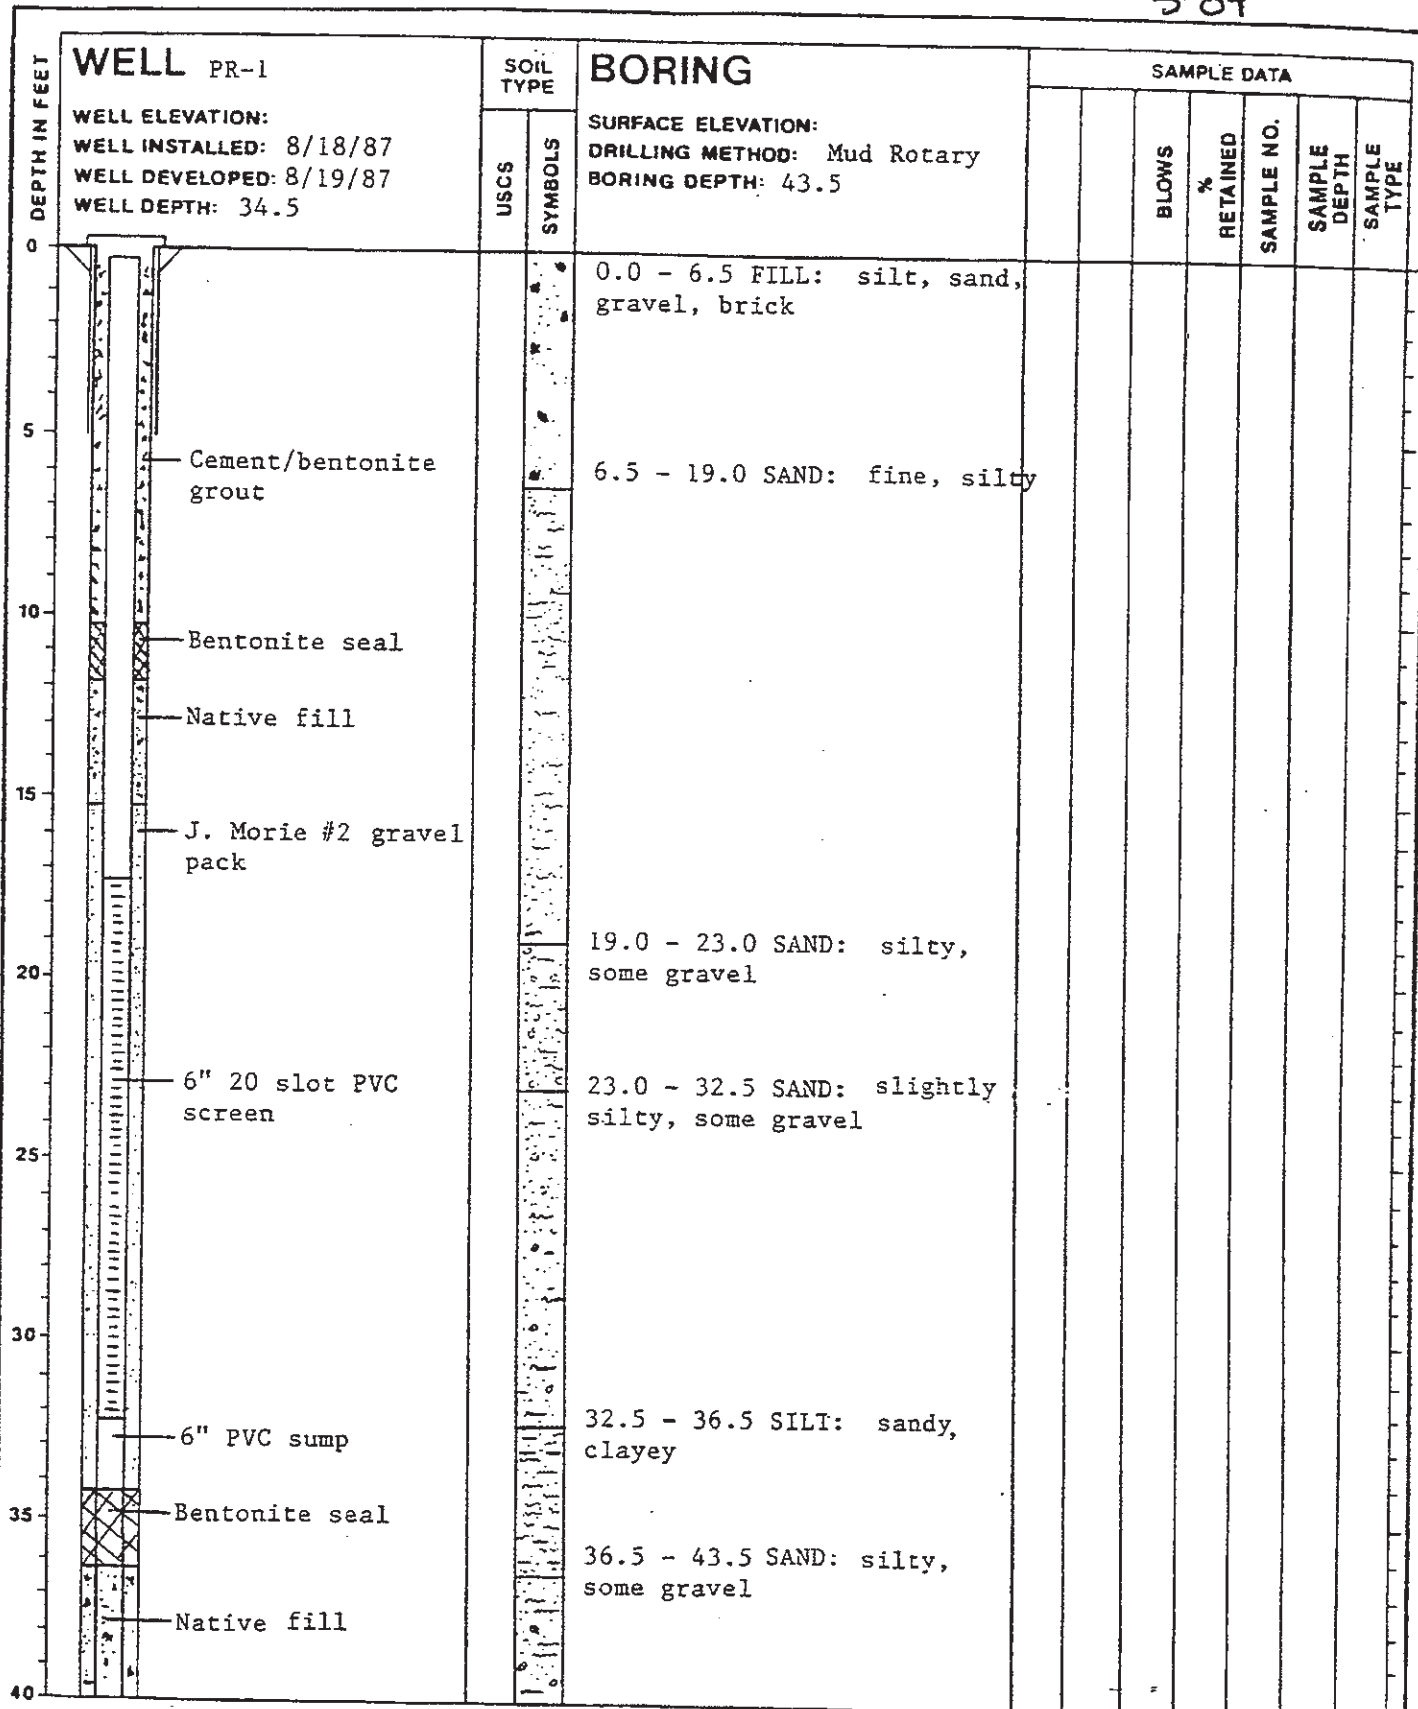 WELL PR-1
WELL ELEVATION:
WELL INSTALLED: 8/18/87
WELL DEVELOPED: 8/19/87
WELL DEPTH: 34.5
DEPTH IN FEET
SOIL TYPE
USCS
SYMBOLS
BORING
SURFACE ELEVATION:
DRILLING METHOD: Mud Rotary
BORING DEPTH: 43.5
SAMPLE DATA
BLOWS
% RETAINED
SAMPLE NO.
SAMPLE DEPTH
SAMPLE TYPE
0
5
10
15
20
25
30
35
40
Cement/bentonite
grout
Bentonite seal
Native fill
J. Morie #2 gravel
pack
6" 20 slot PVC
screen
6" PVC sump
Bentonite seal
Native fill
0.0 - 6.5 FILL: silt, sand,
gravel, brick
6.5 - 19.0 SAND: fine, silty
19.0 - 23.0 SAND: silty,
some gravel
23.0 - 32.5 SAND: slightly
silty, some gravel
32.5 - 36.5 SILT: sandy,
clayey
36.5 - 43.5 SAND: silty,
some gravel